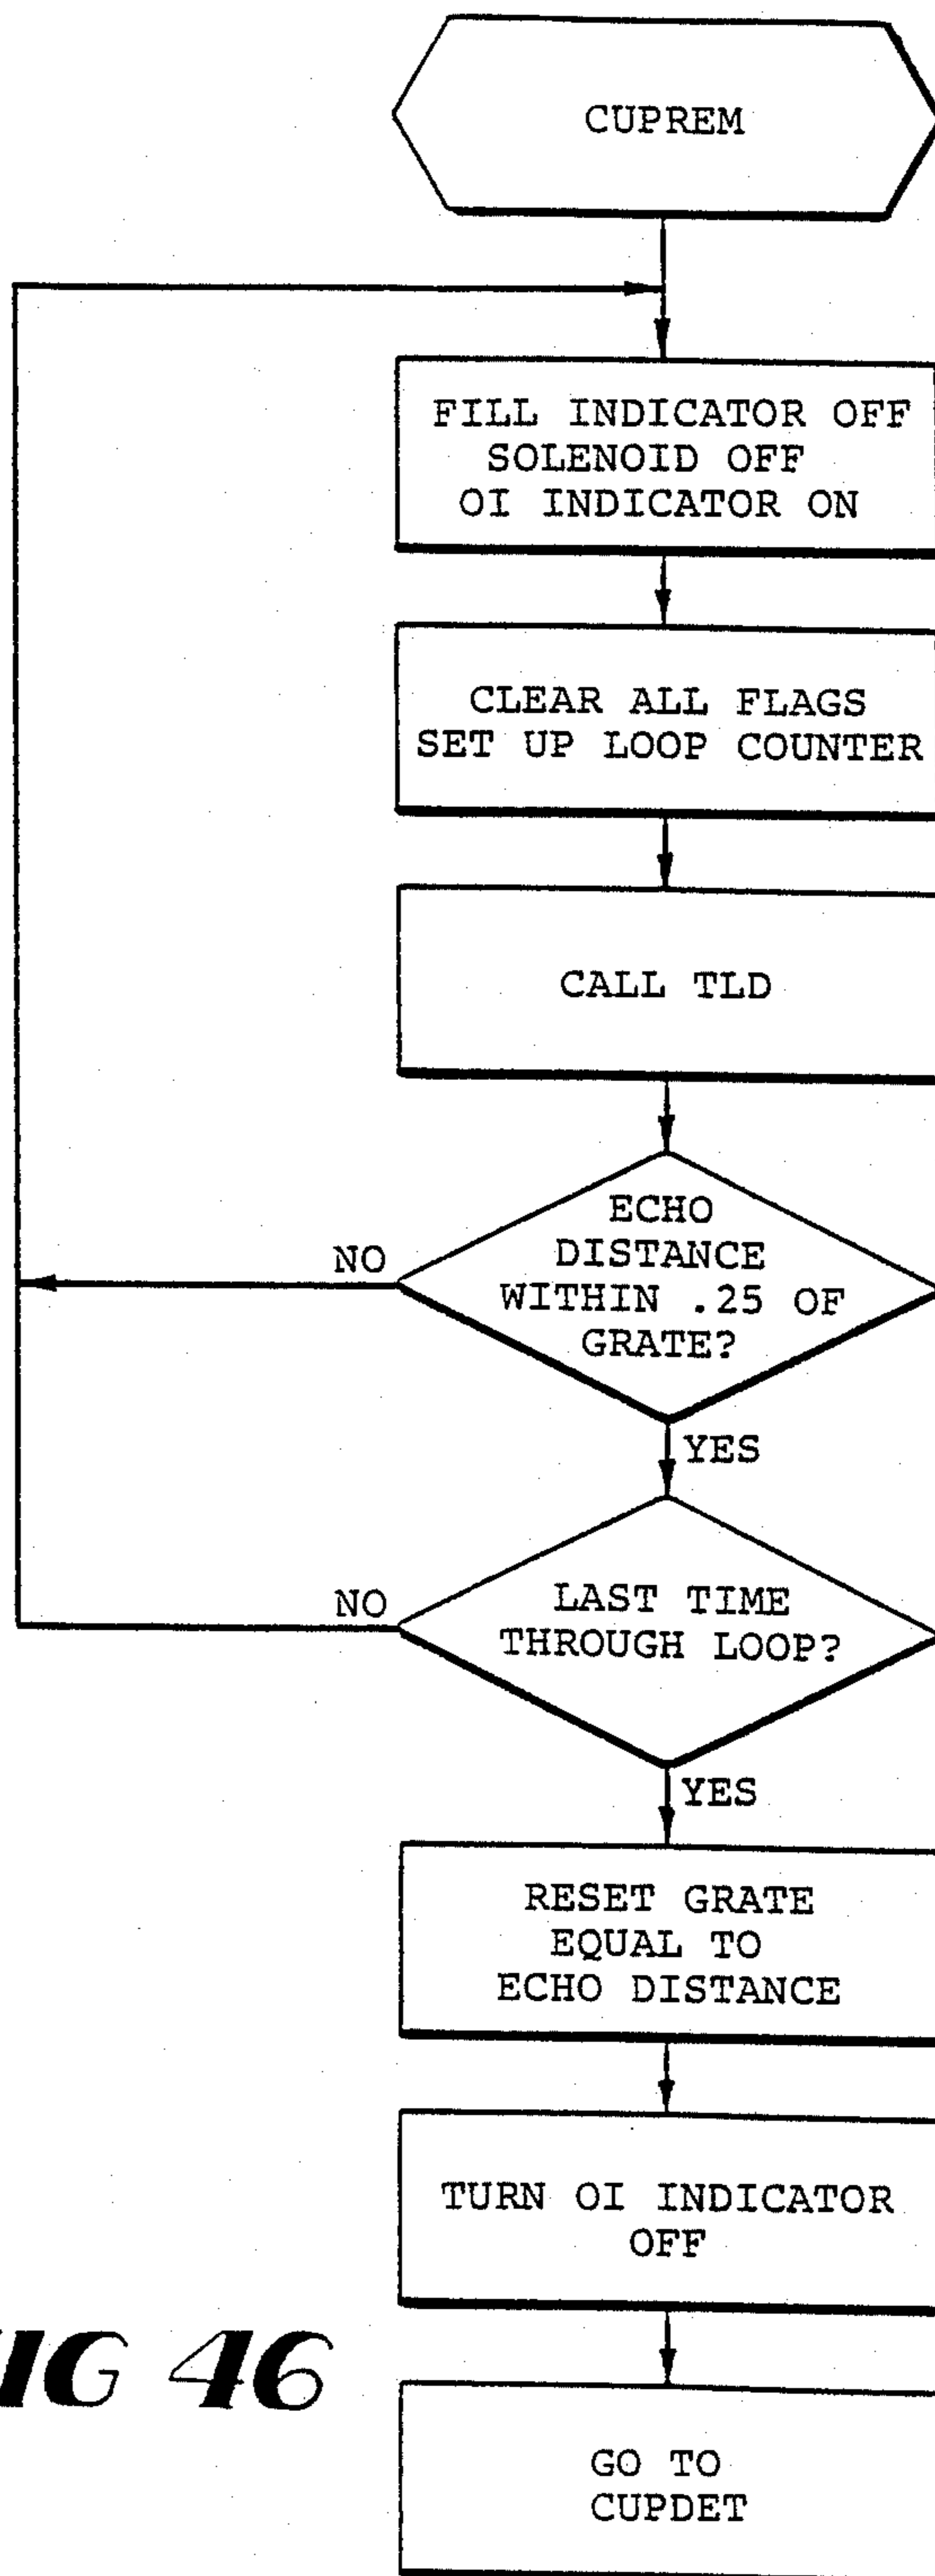 CUPREM
FILL INDICATOR OFF
SOLENOID OFF
OI INDICATOR ON
CLEAR ALL FLAGS
SET UP LOOP COUNTER
CALL TLD
ECHO
DISTANCE
WITHIN .25 OF
GRATE?
NO
YES
LAST TIME
THROUGH LOOP?
NO
YES
RESET GRATE
EQUAL TO
ECHO DISTANCE
TURN OI INDICATOR
OFF
IG 46
GO TO
CUPDET